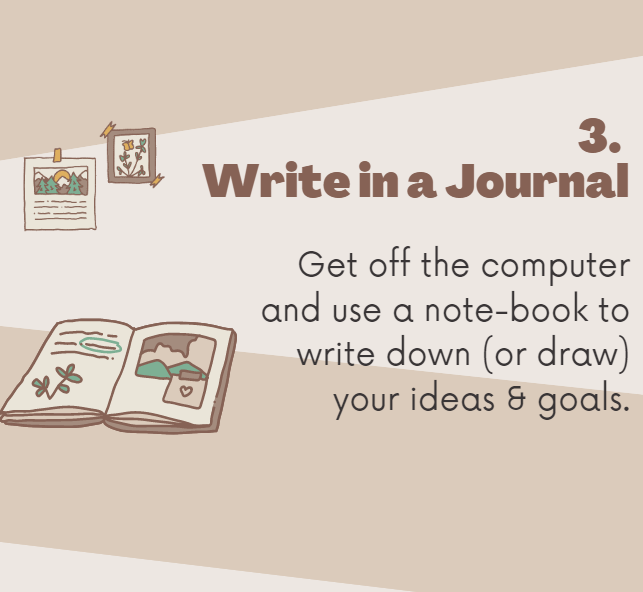 3.
Write in a Journal
Get off the computer
and use a note-book to
write down (or draw)
your ideas & goals.